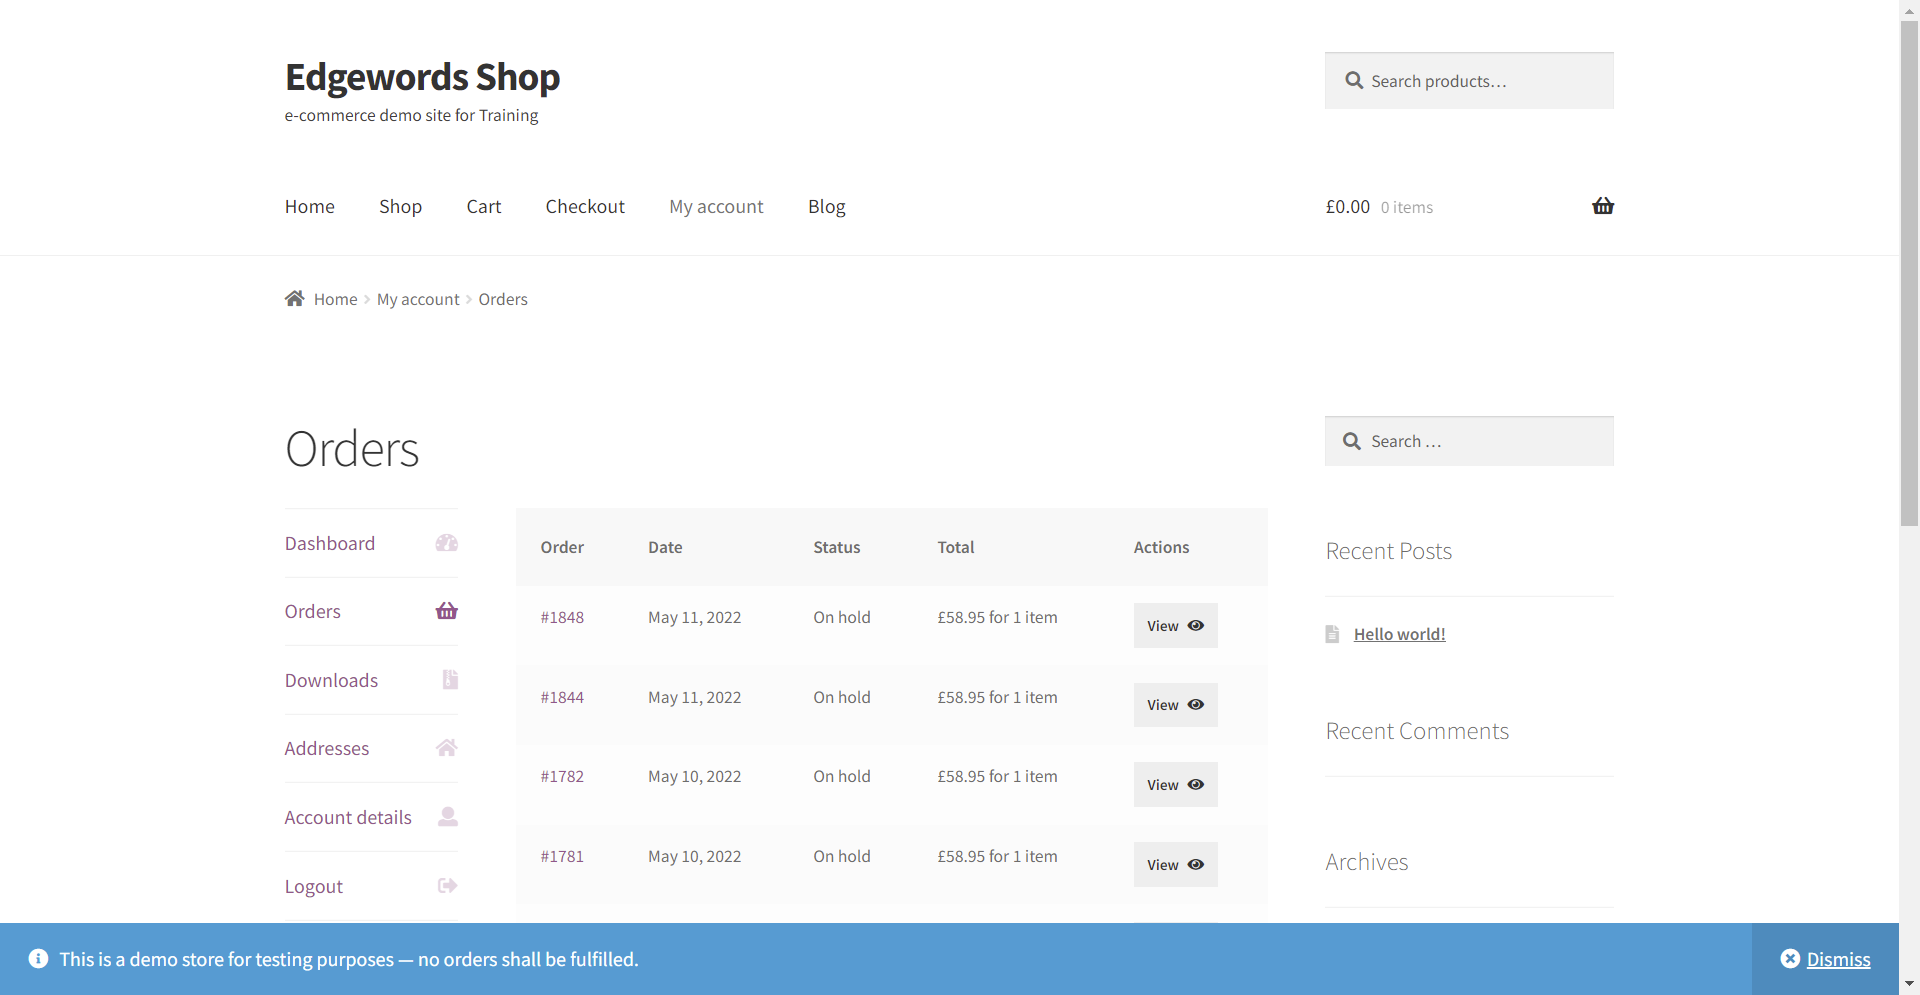 Edgewords Shop
e-commerce demo site for Training
Search products…
Home Shop Cart Checkout My account Blog
£0.00 0 items
Home My account Orders
Orders
Search …
Dashboard
Orders
Downloads
Addresses
Account details
Logout
Order Date Status Total Actions
#1848 May 11, 2022 On hold £58.95 for 1 item View
#1844 May 11, 2022 On hold £58.95 for 1 item View
#1782 May 10, 2022 On hold £58.95 for 1 item View
#1781 May 10, 2022 On hold £58.95 for 1 item View
Recent Posts
Hello world!
Recent Comments
Archives
This is a demo store for testing purposes — no orders shall be fulfilled.
Dismiss